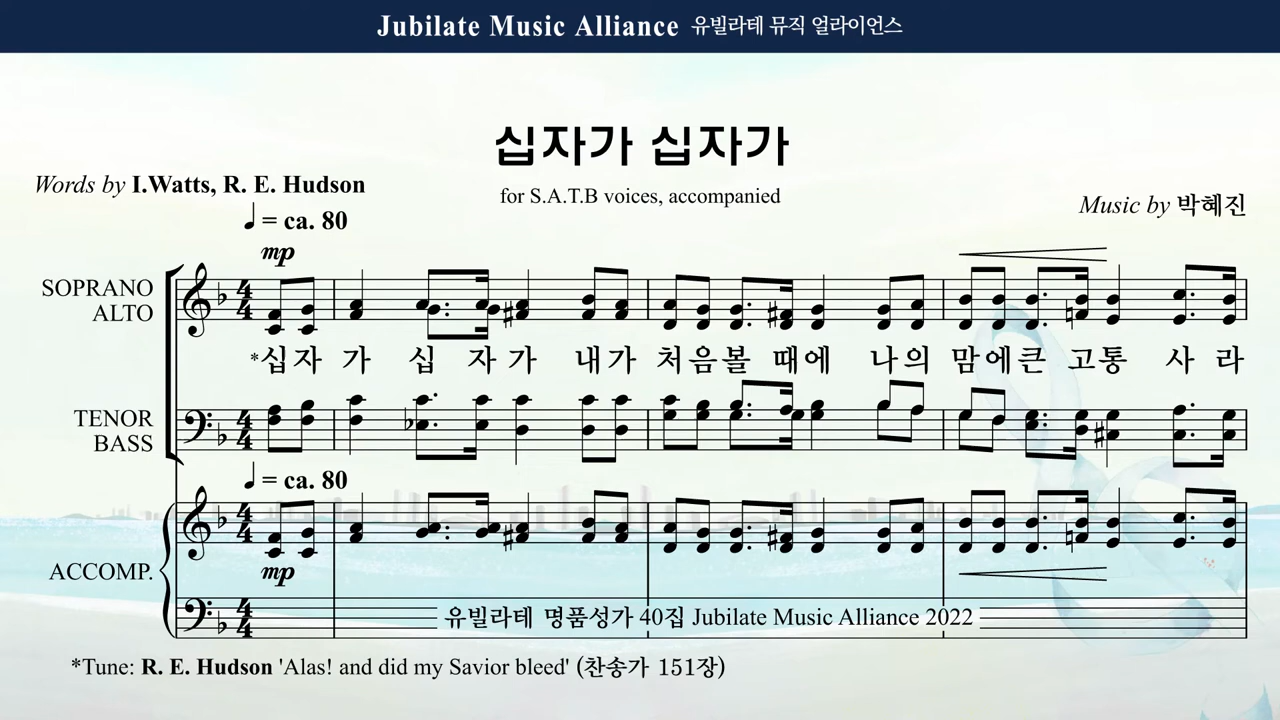 Jubilate Music Alliance 유빌라테 뮤직 얼라이언스
십자가 십자가
Words by I.Watts, R. E. Hudson
for S.A.T.B voices, accompanied
Music by 박혜진
♩ = ca. 80
mp
SOPRANO
ALTO
*십자 가 십 자 가 내가 처음볼 때에 나의 맘에큰 고통 사 라
TENOR
BASS
♩ = ca. 80
mp
ACCOMP.
유빌라테 명품성가 40집 Jubilate Music Alliance 2022
*Tune: R. E. Hudson 'Alas! and did my Savior bleed' (찬송가 151장)